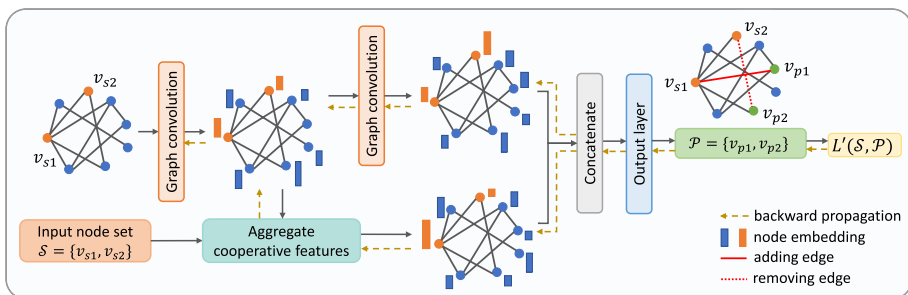 v_{s2}
v_{s1}
Graph convolution
Graph convolution
Input node set
𝒮 = {v_{s1}, v_{s2}}
Aggregate
cooperative features
Concatenate
Output layer
v_{s2}
v_{s1}
v_{p1}
v_{p2}
𝒫 = {v_{p1}, v_{p2}}
L′(𝒮, 𝒫)
backward propagation
node embedding
adding edge
removing edge